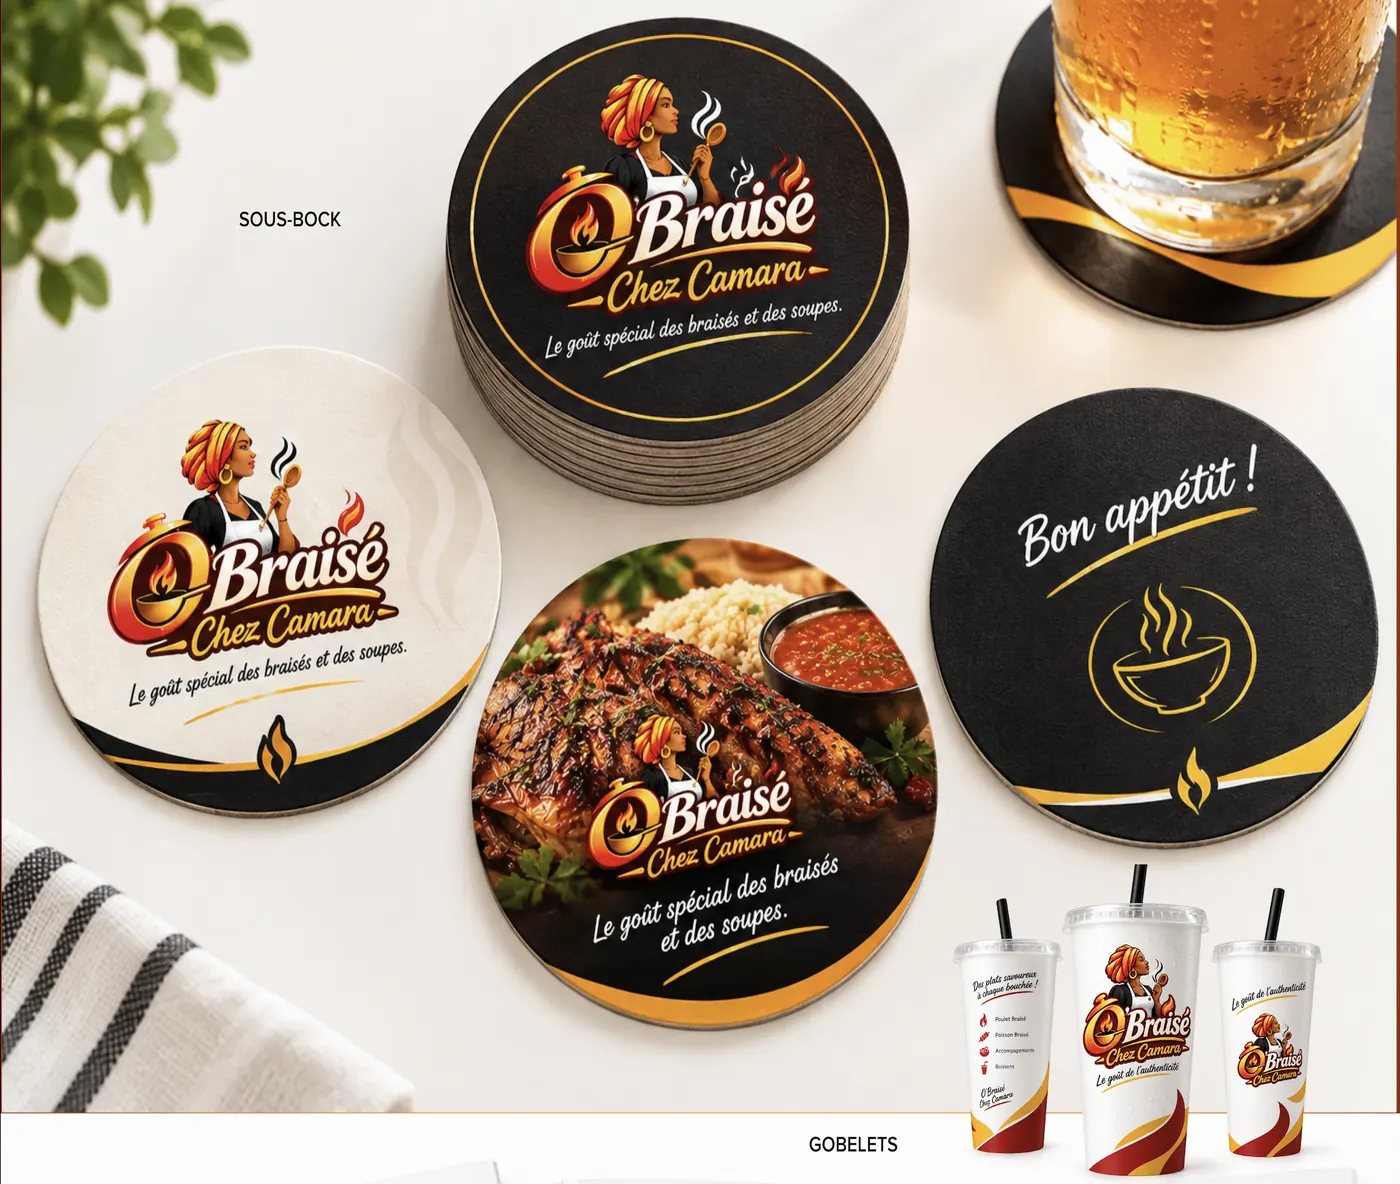 SOUS-BOCK
O'Braisé
Chez Camara
Le goût spécial des braisés et des soupes.
O'Braisé
Chez Camara
Le goût spécial des braisés et des soupes.
Bon appétit !
O'Braisé
Chez Camara
Le goût spécial des braisés
et des soupes.
Des plats savoureux
à chaque bouchée !
Poulet Braisé
Poisson Braisé
Accompagnements
Boissons
O'Braisé
Chez Camara
O'Braisé
Chez Camara
Le goût de l'authenticité
Le goût de l'authenticité
O'Braisé
Chez Camara
GOBELETS